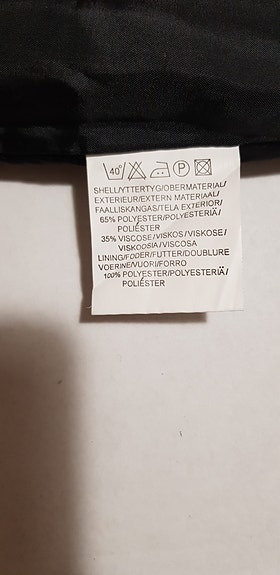 40°
P
SHELL/YTTERTYG/OBERMATERIAL/
EXTERIEUR/EXTERN MATERIAAL/
FAALLISKANGAS/TELA EXTERIOR/
65% POLYESTER/POLYESTERIÄ/
POLIÉSTER
35% VISCOSE/VISKOS/VISKOSE/
VISKOOSIA/VISCOSA
LINING/FODER/FUTTER/DOUBLURE
VOERINE/VUORI/FORRO
100% POLYESTER/POLYESTERIÄ/
POLIÉSTER